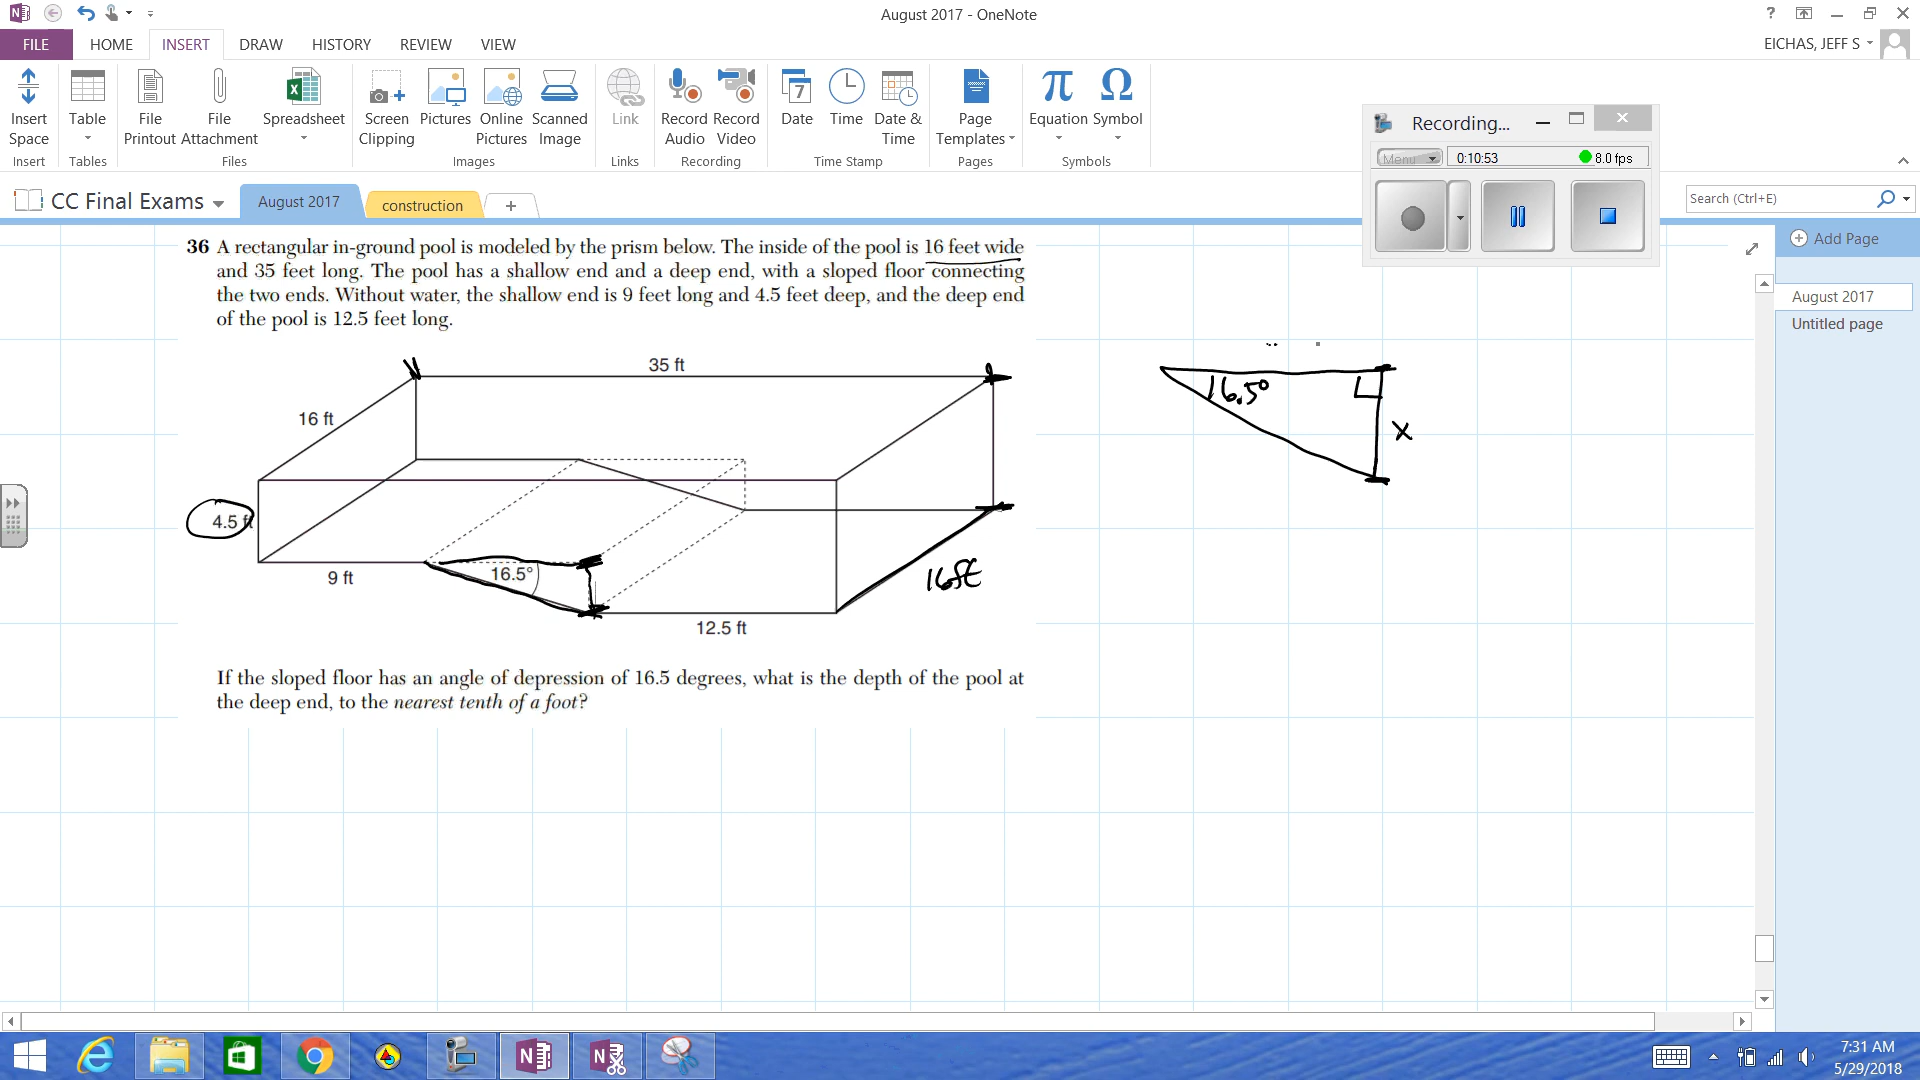 August 2017 - OneNote
?
FILE HOME INSERT DRAW HISTORY REVIEW VIEW
EICHAS, JEFF S
Insert Space
Table
File Printout
File Attachment
Spreadsheet
Screen Clipping
Pictures
Online Pictures
Scanned Image
Link
Record Audio
Record Video
7
Date
Time
Date & Time
Page Templates
π
Equation
Ω
Symbol
Insert Tables Files Images Links Recording Time Stamp Pages Symbols
Recording...
Menu 0:10:53 8.0 fps
CC Final Exams August 2017 construction +
Search (Ctrl+E)
Add Page
August 2017
Untitled page
36 A rectangular in-ground pool is modeled by the prism below. The inside of the pool is 16 feet wide
and 35 feet long. The pool has a shallow end and a deep end, with a sloped floor connecting
the two ends. Without water, the shallow end is 9 feet long and 4.5 feet deep, and the deep end
of the pool is 12.5 feet long.
35 ft
16 ft
4.5 ft
9 ft
16.5°
12.5 ft
16ft
16.5°
x
If the sloped floor has an angle of depression of 16.5 degrees, what is the depth of the pool at
the deep end, to the nearest tenth of a foot?
7:31 AM
5/29/2018